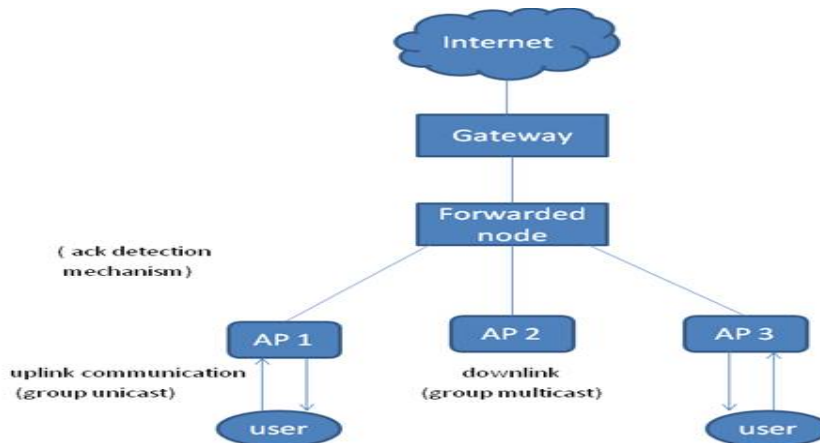 Internet
Gateway
Forwarded
node
( ack detection
mechanism)
AP 1
AP 2
AP 3
uplink communication
(group unicast)
downlink
(group multicast)
user
user